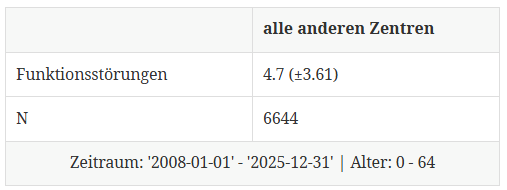 alle anderen Zentren
Funktionsstörungen 4.7 (±3.61)
N 6644
Zeitraum: '2008-01-01' - '2025-12-31' | Alter: 0 - 64